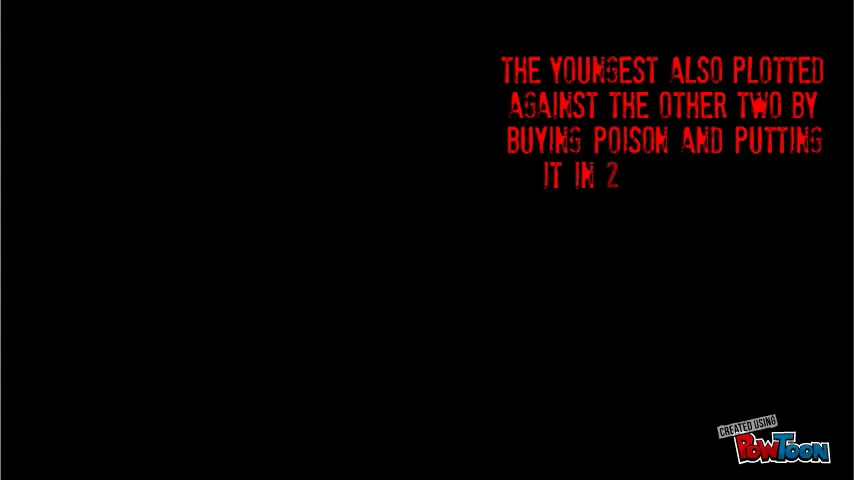 THE YOUNGEST ALSO PLOTTED
AGAINST THE OTHER TWO BY
BUYING POISON AND PUTTING
IT IN 2
CREATED USING
POWTOON